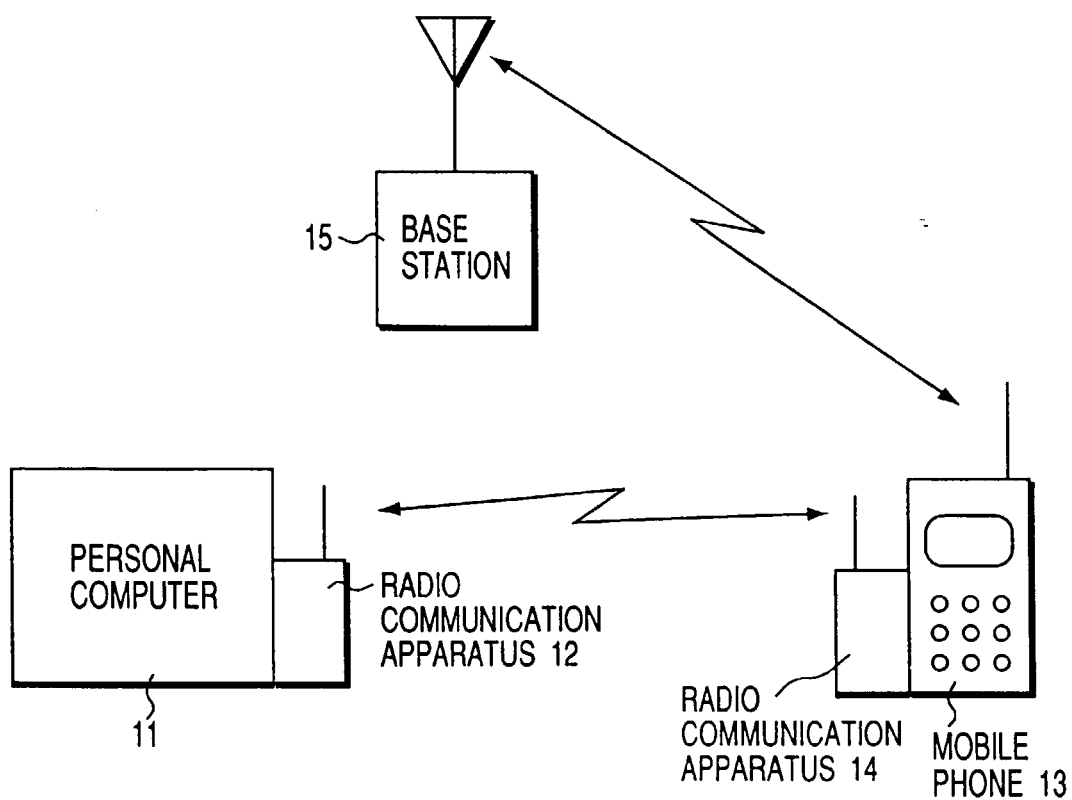 15
BASE
STATION
PERSONAL
COMPUTER
RADIO
COMMUNICATION
APPARATUS 12
11
RADIO
COMMUNICATION
APPARATUS 14
MOBILE
PHONE 13